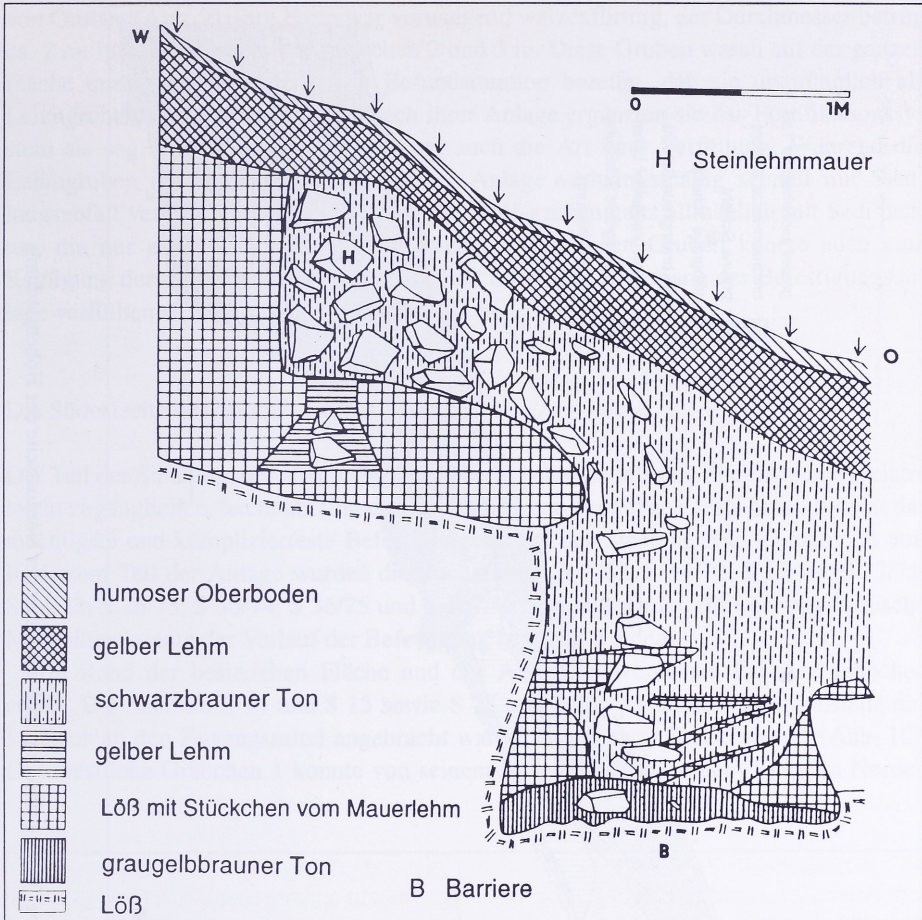 W
0 1M
H Steinlehmmauer
H
O
humoser Oberboden
gelber Lehm
schwarzbrauner Ton
gelber Lehm
Löß mit Stückchen vom Mauerlehm
graugelbbrauner Ton
Löß
B
B Barriere